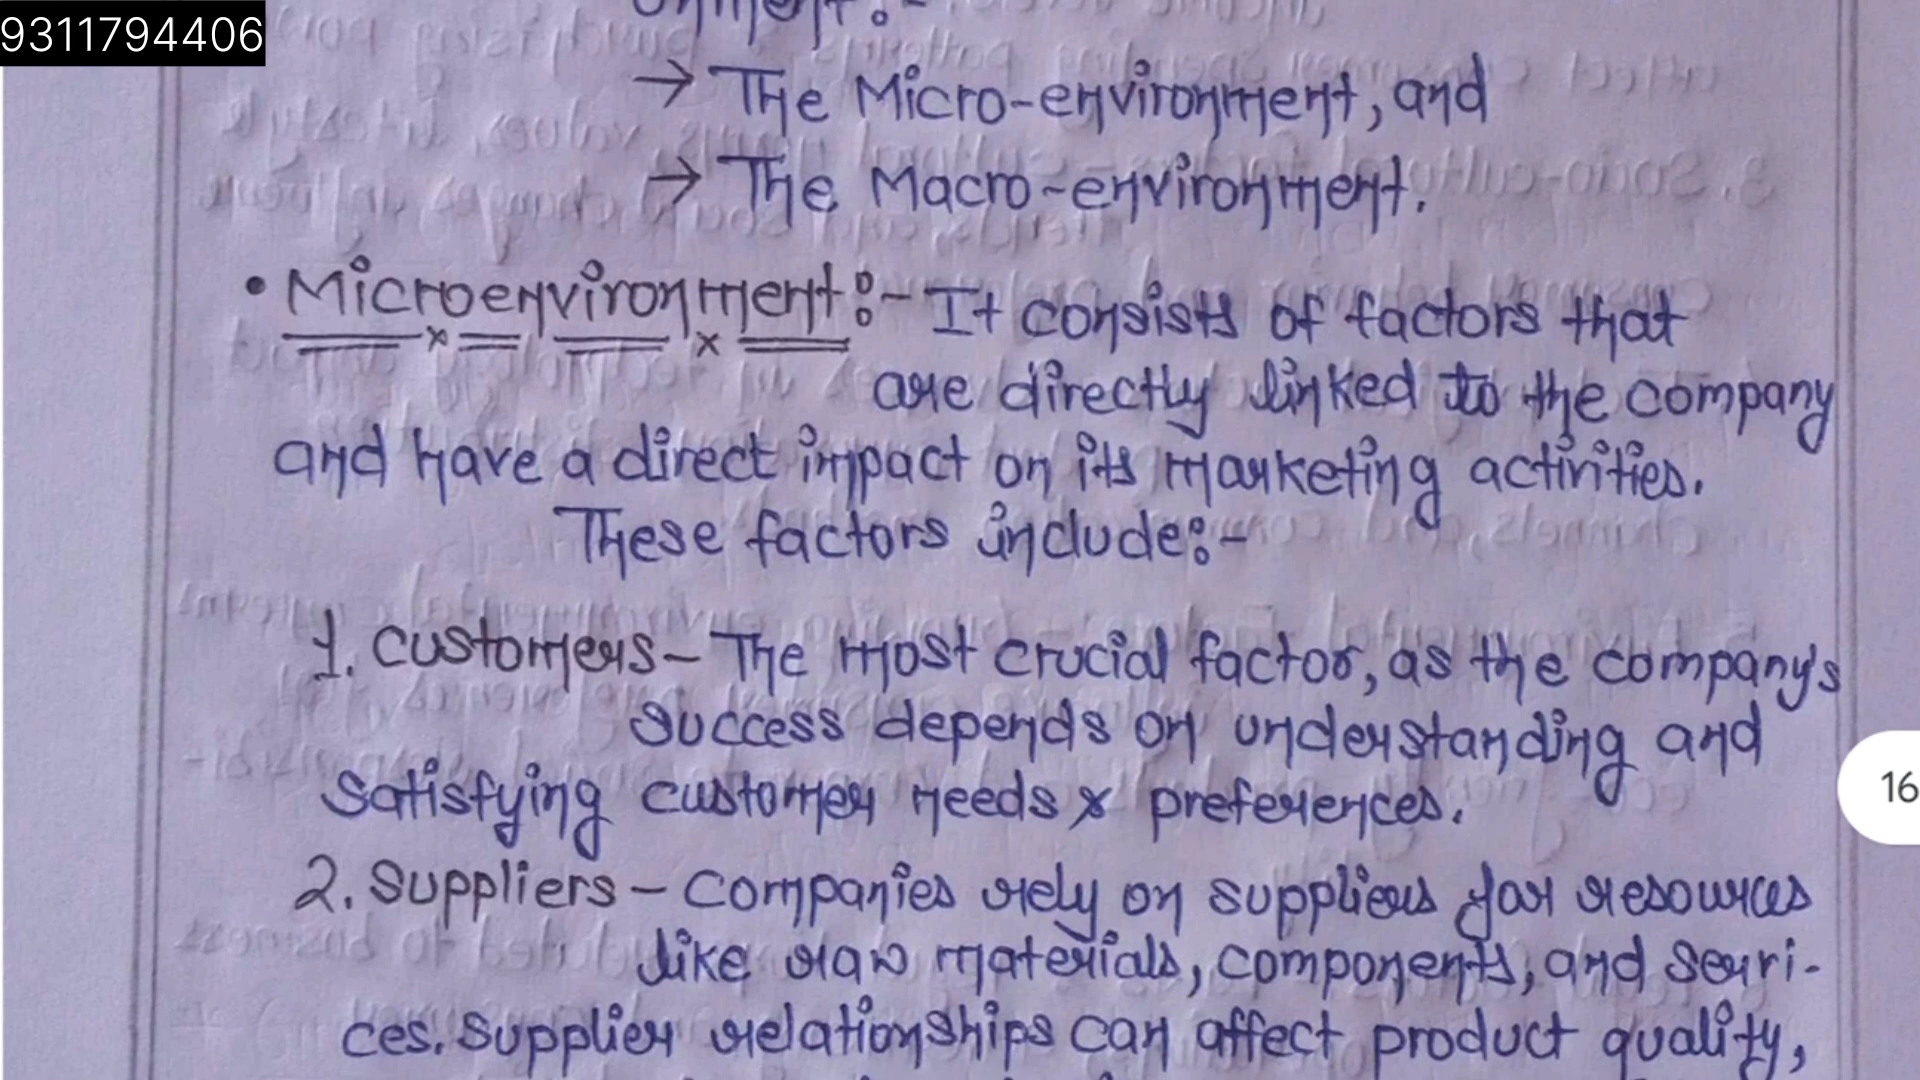 9311794406
→ The Micro-environment, and
→ The Macro-environment.
• Microenvironment:- It consists of factors that
are directly linked to the company
and have a direct impact on its marketing activities.
These factors include:-
1. Customers- The most crucial factor, as the company's
success depends on understanding and
satisfying customer needs & preferences.
2. Suppliers - Companies rely on suppliers for resources
like raw materials, components, and servi-
ces. Supplier relationships can affect product quality,
16